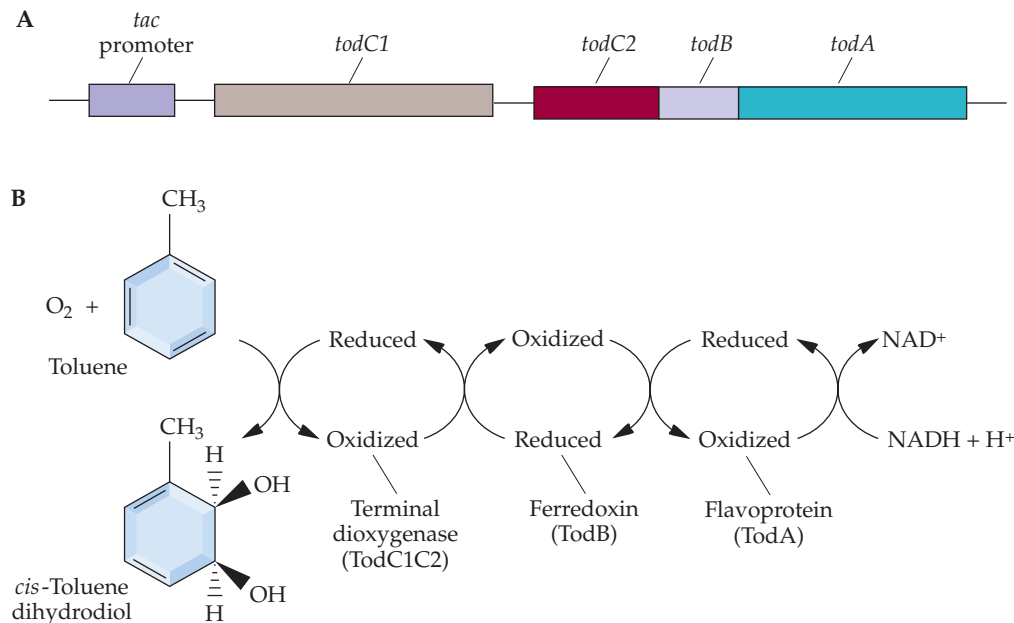 A
tac
promoter
todC1
todC2
todB
todA
B
CH3
O2 +
Toluene
Reduced
Oxidized
Reduced
NAD+
Oxidized
Reduced
Oxidized
NADH + H+
CH3
H
OH
OH
H
cis-Toluene
dihydrodiol
Terminal
dioxygenase
(TodC1C2)
Ferredoxin
(TodB)
Flavoprotein
(TodA)